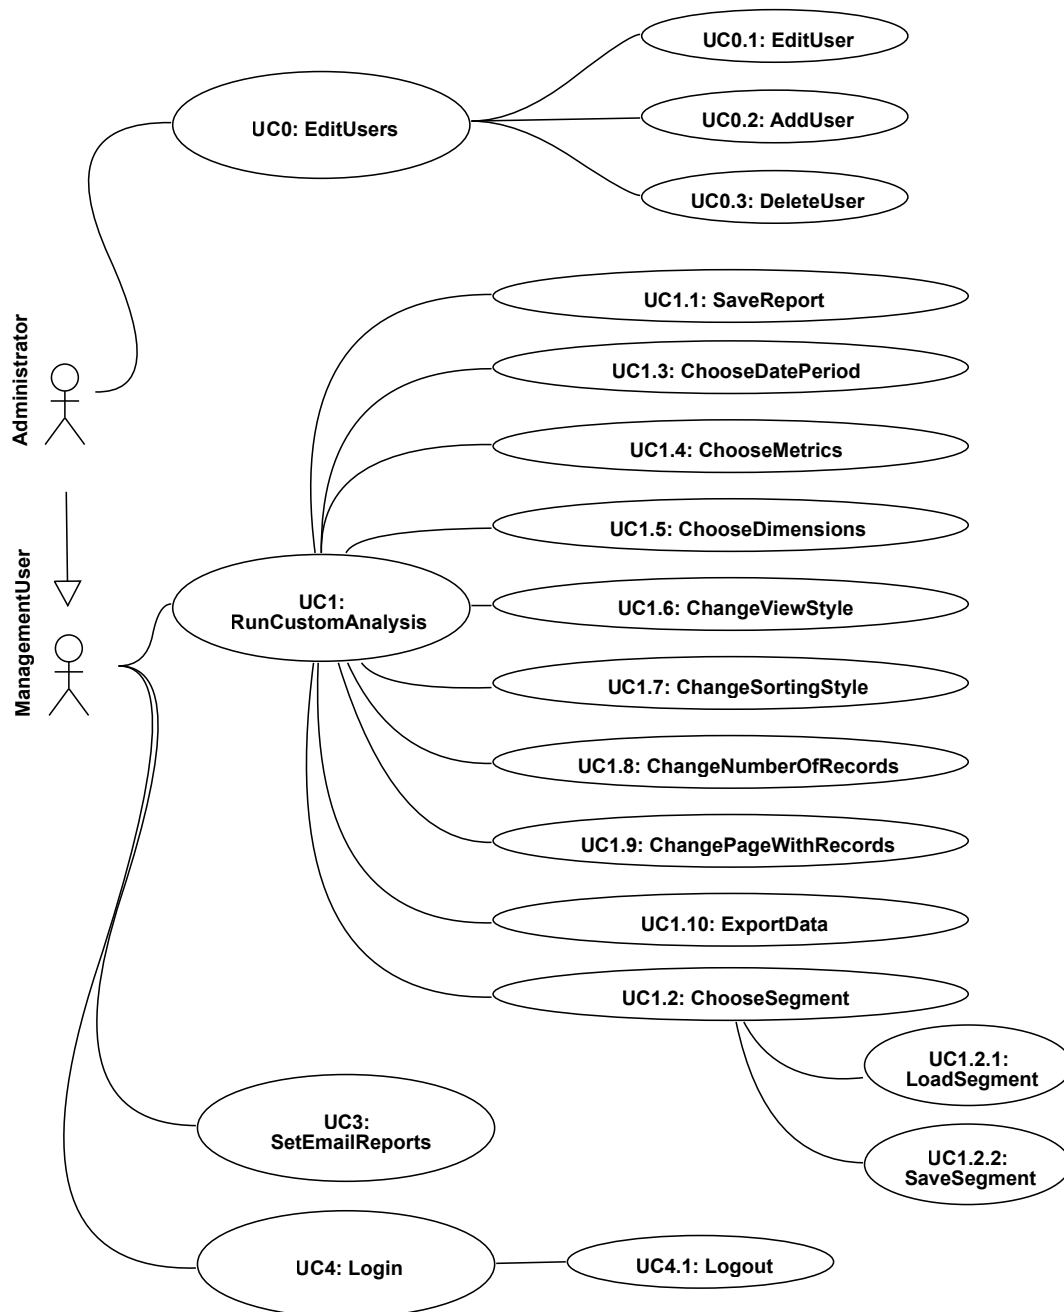 UC0.1: EditUser
UC0: EditUsers
UC0.2: AddUser
UC0.3: DeleteUser
Administrator
ManagementUser
UC1.1: SaveReport
UC1.3: ChooseDatePeriod
UC1.4: ChooseMetrics
UC1.5: ChooseDimensions
UC1:
RunCustomAnalysis
UC1.6: ChangeViewStyle
UC1.7: ChangeSortingStyle
UC1.8: ChangeNumberOfRecords
UC1.9: ChangePageWithRecords
UC1.10: ExportData
UC1.2: ChooseSegment
UC1.2.1:
LoadSegment
UC1.2.2:
SaveSegment
UC3:
SetEmailReports
UC4: Login
UC4.1: Logout